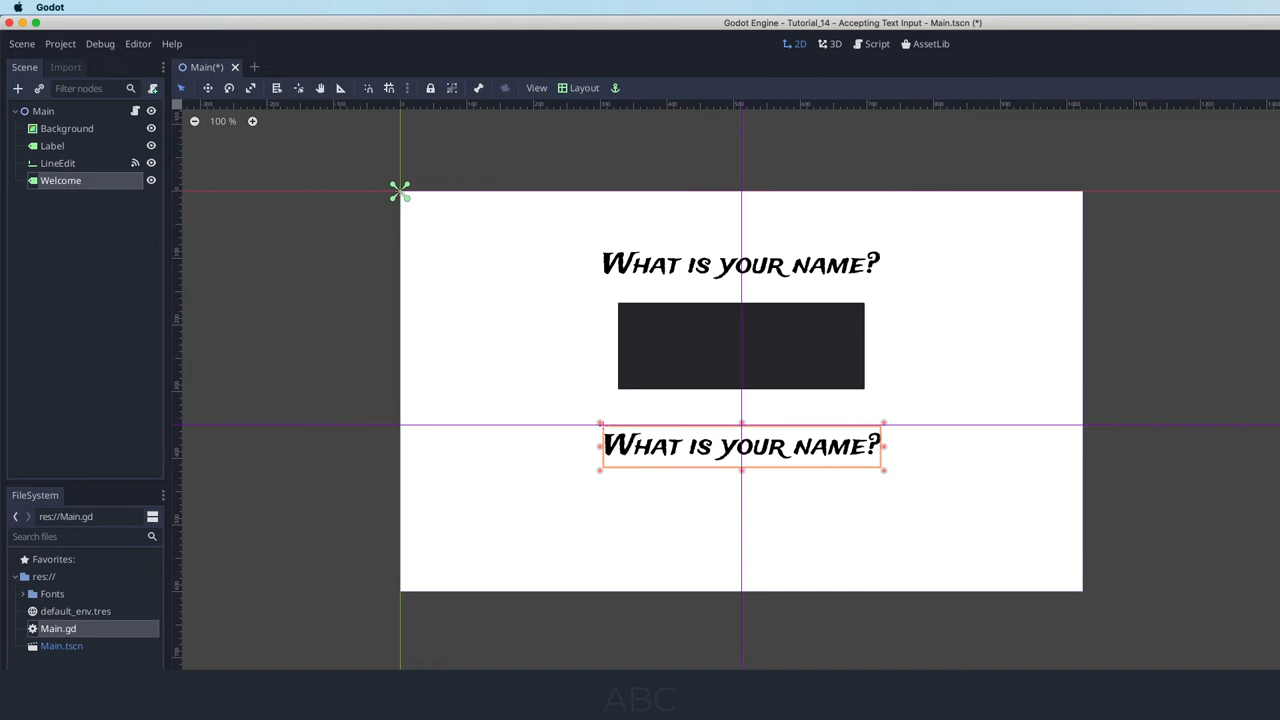 Godot
Godot Engine - Tutorial_14 - Accepting Text Input - Main.tscn (*)
Scene Project Debug Editor Help
2D 3D Script AssetLib
Scene Import
Main(*)
Filter nodes
View Layout
Main
Background
Label
LineEdit
Welcome
100 %
What is your name?
What is your name?
FileSystem
res://Main.gd
Search files
Favorites:
res://
Fonts
default_env.tres
Main.gd
Main.tscn
ABC